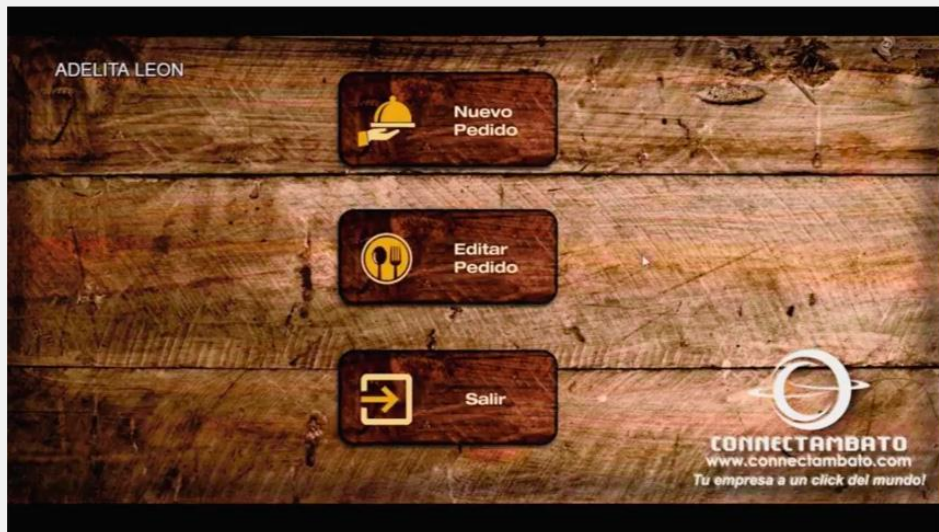 ADELITA LEON
Nuevo
Pedido
Editar
Pedido
Salir
CONNECTAMBATO
www.connectambato.com
Tu empresa a un click del mundo!